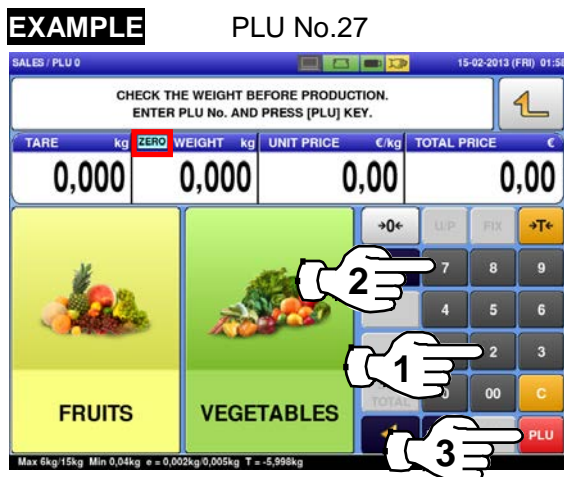 EXAMPLE PLU No.27
SALES / PLU 0 15-02-2013 (FRI) 01:5
CHECK THE WEIGHT BEFORE PRODUCTION.
ENTER PLU No. AND PRESS [PLU] KEY.
TARE kg ZERO WEIGHT kg UNIT PRICE €/kg TOTAL PRICE €
0,000 0,000 0,00 0,00
→0← U/P FIX →T←
2 7 8 9
4 5 6
1 2 3
TOTAL 00 C
FRUITS VEGETABLES
3 PLU
Max 6kg/15kg Min 0,04kg e = 0,002kg/0,005kg T = -5,998kg